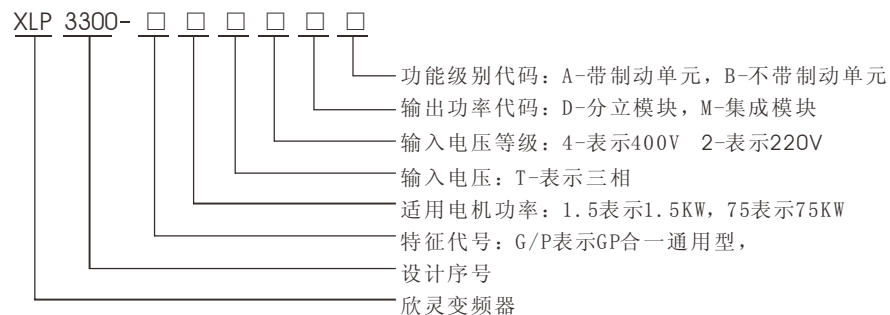 XLP 3300-□ □ □ □ □ □
功能级别代码：A-带制动单元，B-不带制动单元
输出功率代码：D-分立模块，M-集成模块
输入电压等级：4-表示400V 2-表示220V
输入电压：T-表示三相
适用电机功率：1.5表示1.5KW，75表示75KW
特征代号：G/P表示GP合一通用型，
设计序号
欣灵变频器